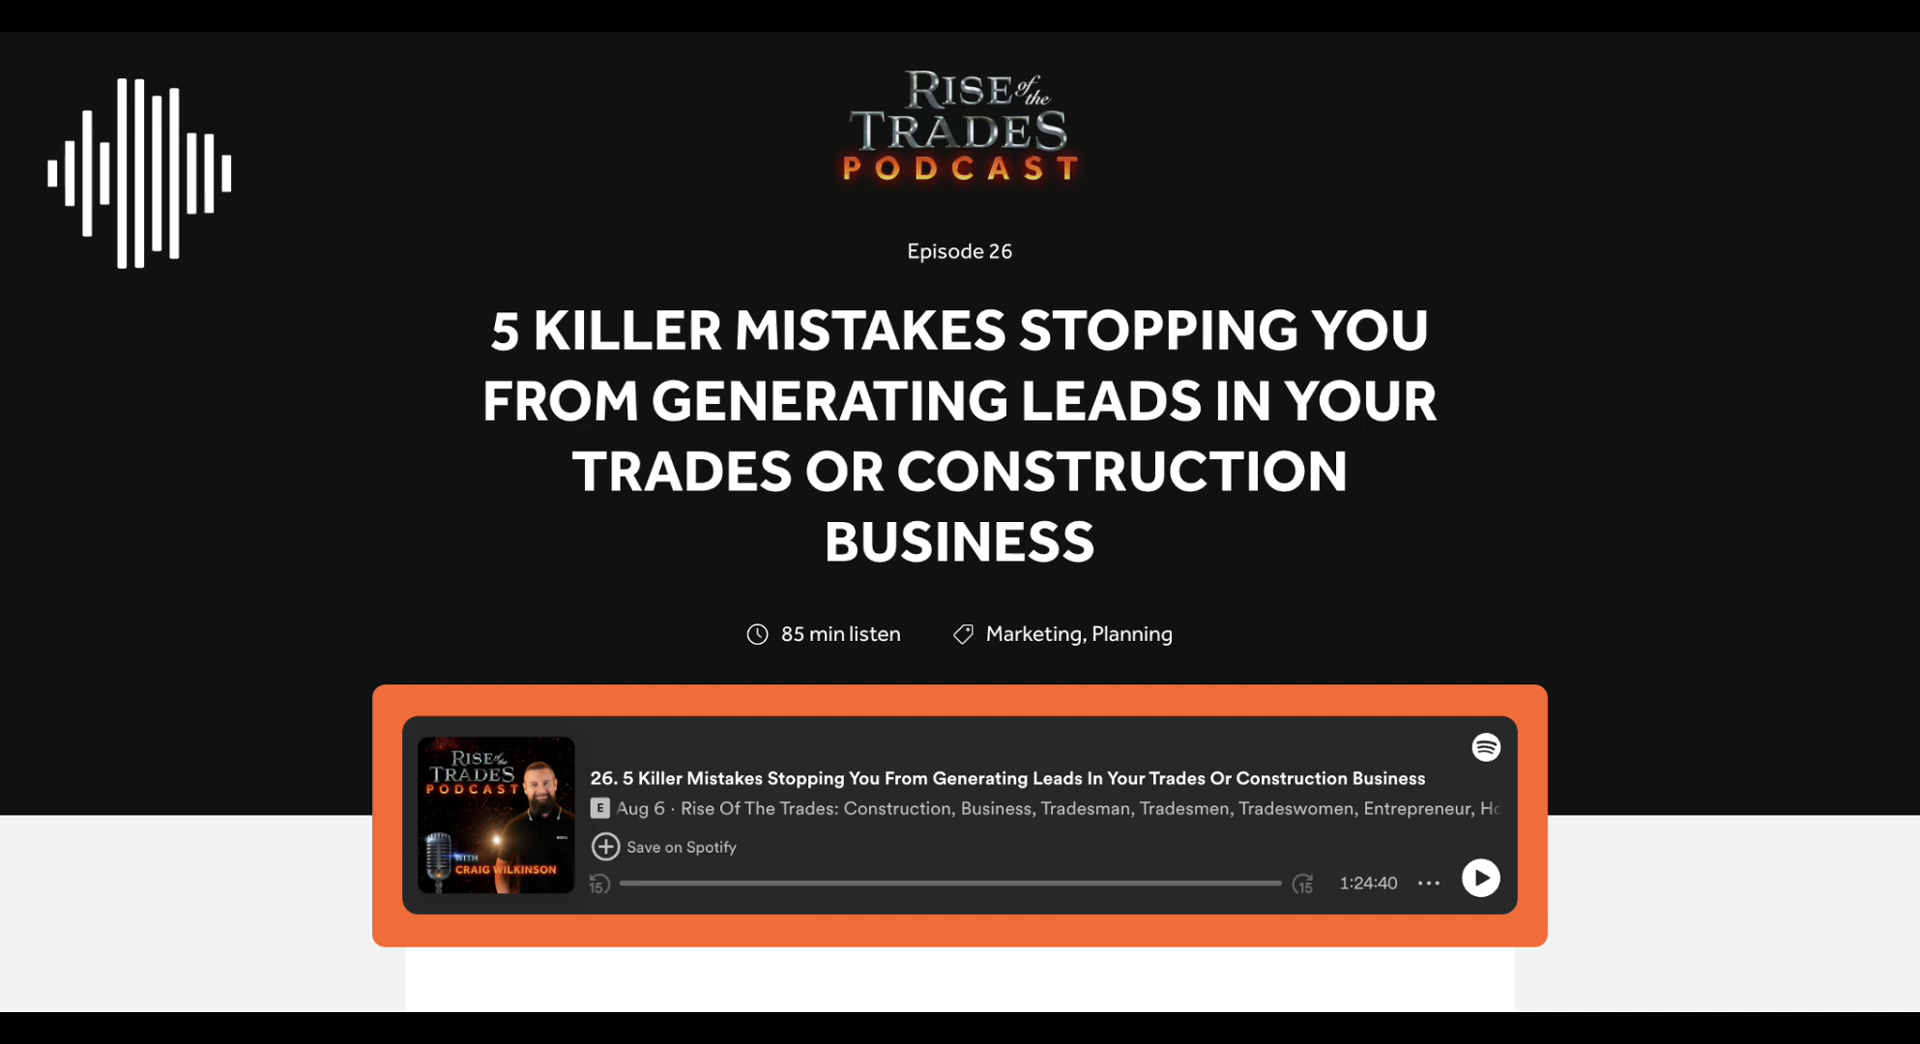 RISE of the
TRADES
PODCAST
Episode 26
5 KILLER MISTAKES STOPPING YOU
FROM GENERATING LEADS IN YOUR
TRADES OR CONSTRUCTION
BUSINESS
85 min listen
Marketing, Planning
RISE of the
TRADES
PODCAST
WITH
CRAIG WILKINSON
26. 5 Killer Mistakes Stopping You From Generating Leads In Your Trades Or Construction Business
E Aug 6 · Rise Of The Trades: Construction, Business, Tradesman, Tradesmen, Tradeswomen, Entrepreneur, Ho
Save on Spotify
15
15
1:24:40